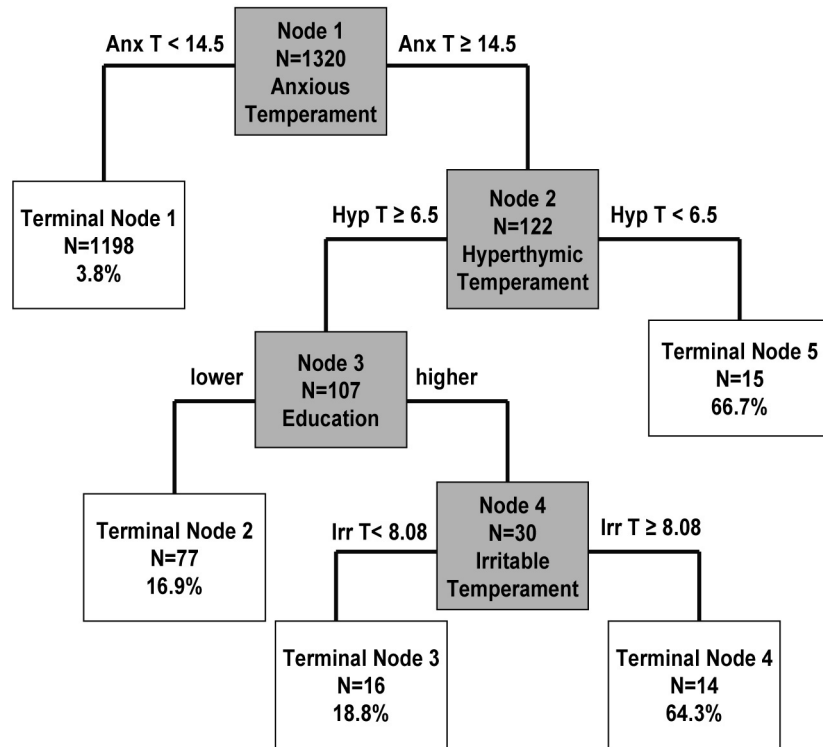 Node 1
N=1320
Anxious
Temperament
Anx T < 14.5
Anx T ≥ 14.5
Terminal Node 1
N=1198
3.8%
Node 2
N=122
Hyperthymic
Temperament
Hyp T ≥ 6.5
Hyp T < 6.5
Node 3
N=107
Education
lower
higher
Terminal Node 5
N=15
66.7%
Terminal Node 2
N=77
16.9%
Node 4
N=30
Irritable
Temperament
Irr T< 8.08
Irr T ≥ 8.08
Terminal Node 3
N=16
18.8%
Terminal Node 4
N=14
64.3%